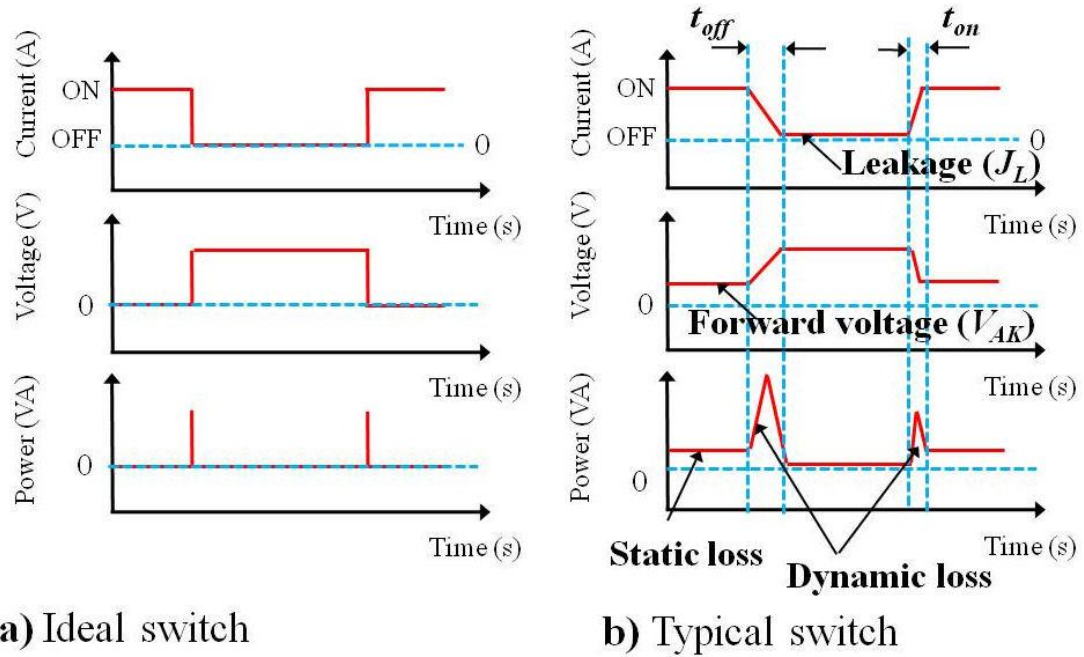 Current (A)
ON
OFF
0
Time (s)
Voltage (V)
0
Time (s)
Power (VA)
0
Time (s)
a) Ideal switch
t_off
t_on
Current (A)
ON
OFF
0
Leakage (J_L)
Time (s)
Voltage (V)
0
Forward voltage (V_AK)
Time (s)
Power (VA
0
Static loss
Dynamic loss
Time (s)
b) Typical switch